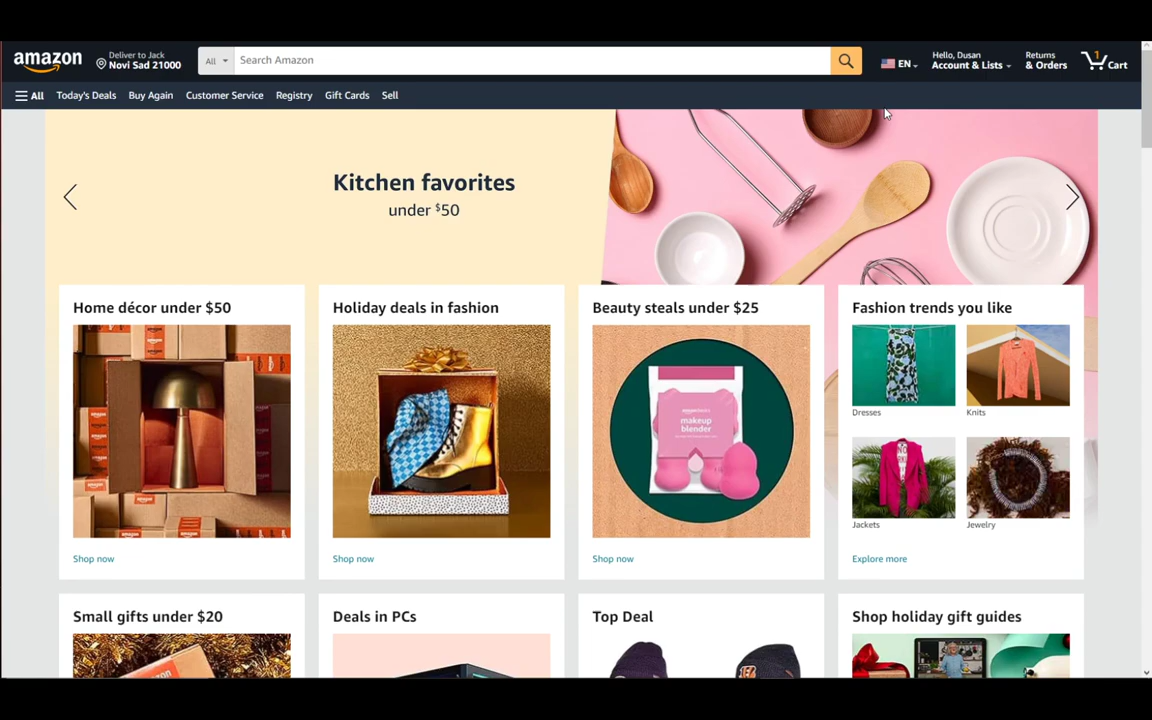 amazon
Deliver to Jack
Novi Sad 21000
All
Search Amazon
EN
Hello, Dusan
Account & Lists
Returns
& Orders
1
Cart
All
Today's Deals
Buy Again
Customer Service
Registry
Gift Cards
Sell
Kitchen favorites
under $50
Home décor under $50
Shop now
Holiday deals in fashion
Shop now
Beauty steals under $25
makeup
blender
Shop now
Fashion trends you like
Dresses
Knits
Jackets
Jewelry
Explore more
Small gifts under $20
Deals in PCs
Top Deal
Shop holiday gift guides